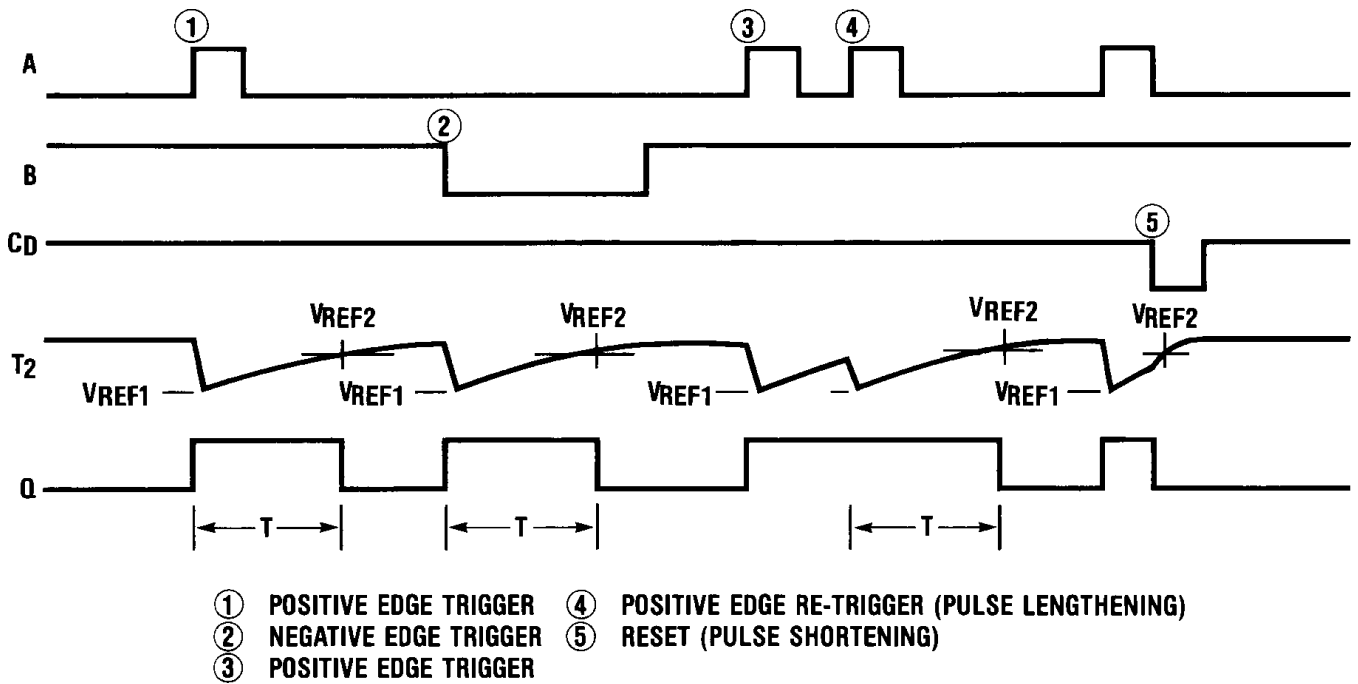 1 3 4
A
2
B
CD
5
VREF2 VREF2 VREF2 VREF2
T2
VREF1 VREF1 VREF1 VREF1
Q
T T T
1 POSITIVE EDGE TRIGGER 4 POSITIVE EDGE RE-TRIGGER (PULSE LENGTHENING)
2 NEGATIVE EDGE TRIGGER 5 RESET (PULSE SHORTENING)
3 POSITIVE EDGE TRIGGER